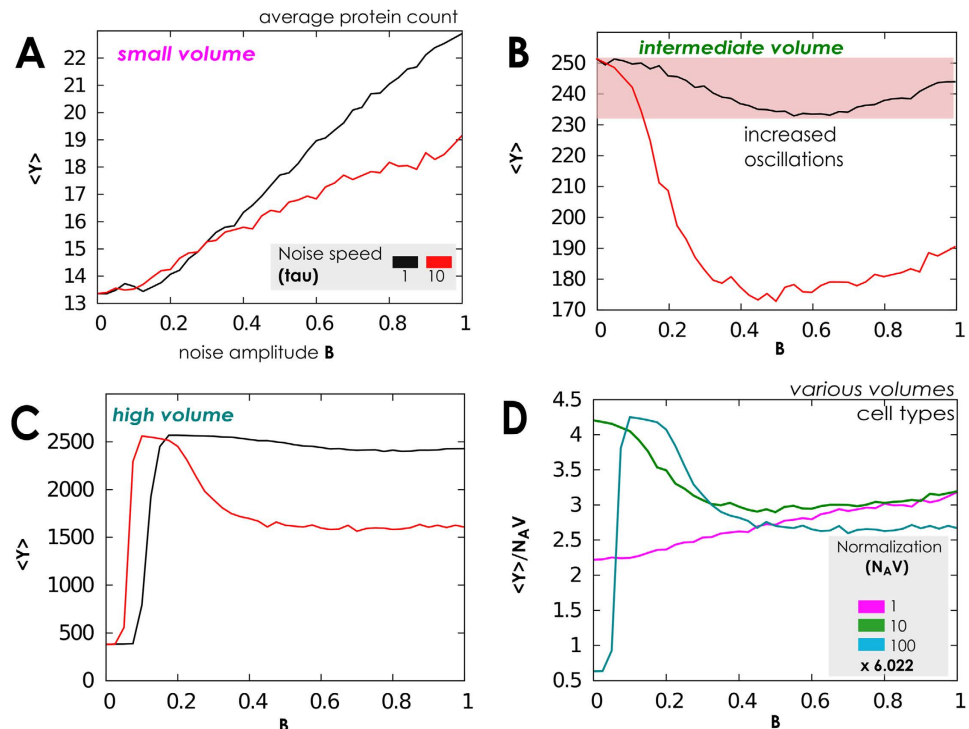 average protein count
A
small volume
22
21
20
19
18
17
16
15
14
13
<Y>
Noise speed
(tau)
1
10
0
0.2
0.4
0.6
0.8
1
noise amplitude B
B
intermediate volume
250
240
230
220
210
200
190
180
170
<Y>
increased
oscillations
0
0.2
0.4
0.6
0.8
1
B
C
high volume
2500
2000
1500
1000
500
0
<Y>
0
0.2
0.4
0.6
0.8
1
B
various volumes
D
cell types
4.5
4
3.5
3
2.5
2
1.5
1
0.5
<Y>/NAV
Normalization
(NAV)
1
10
100
x 6.022
0
0.2
0.4
0.6
0.8
1
B